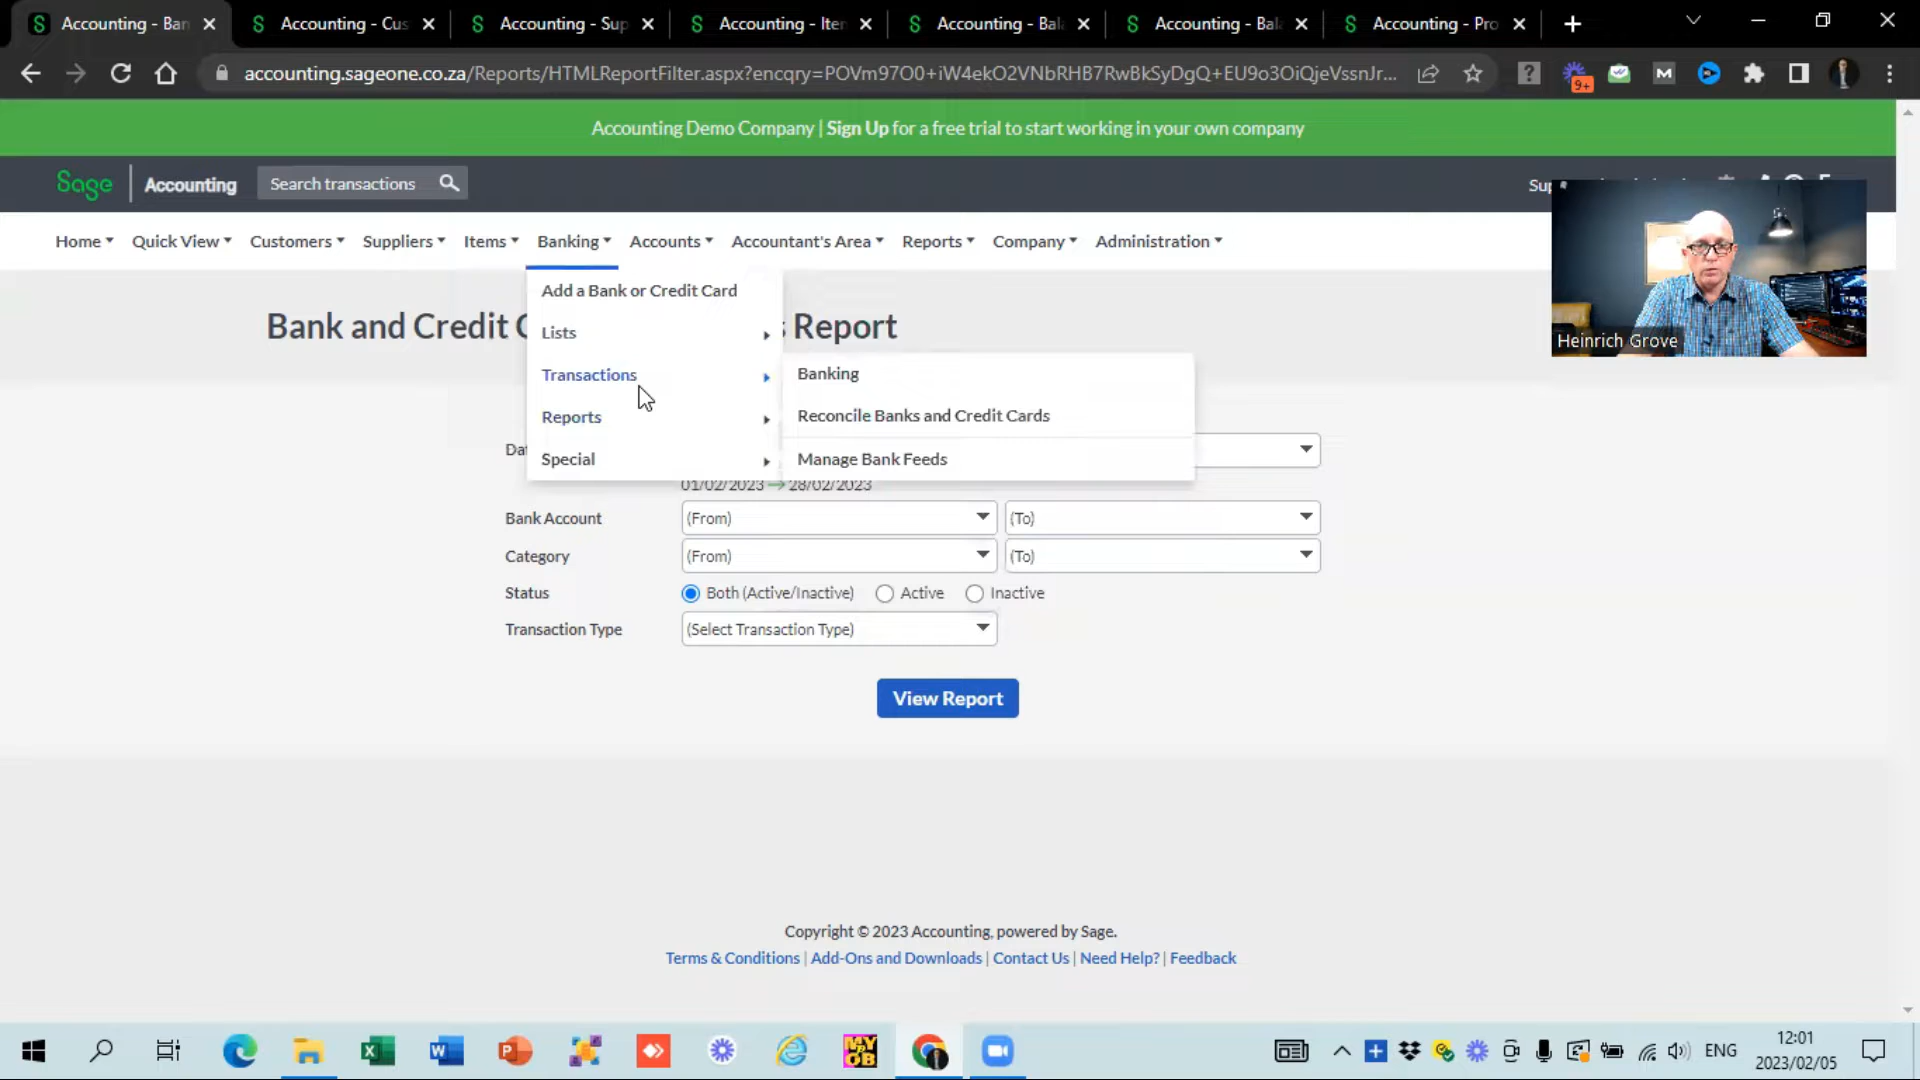 Accounting - Ban
Accounting - Cus
Accounting - Sup
Accounting - Iten
Accounting - Bala
Accounting - Bala
Accounting - Pro
accounting.sageone.co.za/Reports/HTMLReportFilter.aspx?encqry=POVm97O0+iW4ekO2VNbRHB7RwBkSyDgQ+EU9o3OiQjeVssnJr...
9+
Accounting Demo Company | Sign Up for a free trial to start working in your own company
Sage Accounting
Search transactions
Home
Quick View
Customers
Suppliers
Items
Banking
Accounts
Accountant's Area
Reports
Company
Administration
Add a Bank or Credit Card
Lists
Transactions
Reports
Special
Banking
Reconcile Banks and Credit Cards
Manage Bank Feeds
Bank and Credit
Report
Heinrich Grove
01/02/2023 → 28/02/2023
Bank Account
(From)
(To)
Category
(From)
(To)
Status
Both (Active/Inactive)
Active
Inactive
Transaction Type
(Select Transaction Type)
View Report
Copyright © 2023 Accounting, powered by Sage.
Terms & Conditions | Add-Ons and Downloads | Contact Us | Need Help? | Feedback
MY
OB
ENG
12:01
2023/02/05